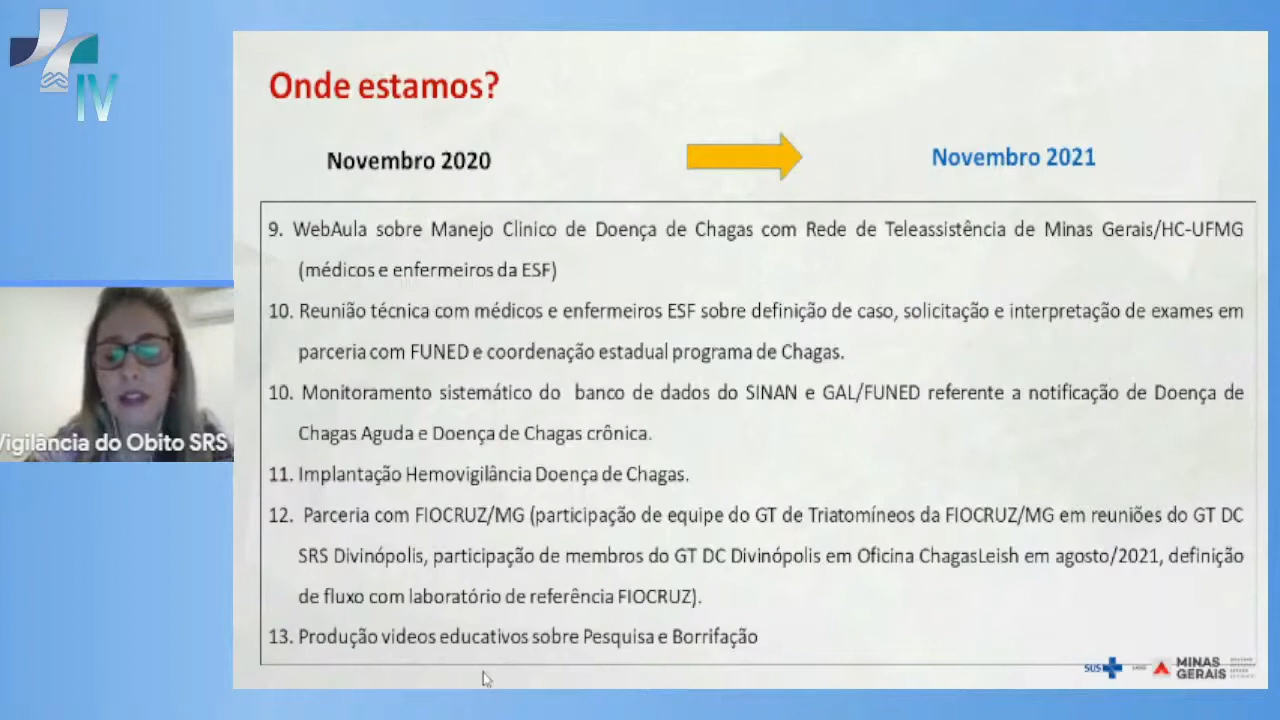 IV
Onde estamos?
Novembro 2020
Novembro 2021
9. WebAula sobre Manejo Clinico de Doença de Chagas com Rede de Teleassistência de Minas Gerais/HC-UFMG
(médicos e enfermeiros da ESF)
10. Reunião técnica com médicos e enfermeiros ESF sobre definição de caso, solicitação e interpretação de exames em
parceria com FUNED e coordenação estadual programa de Chagas.
10. Monitoramento sistemático do banco de dados do SINAN e GAL/FUNED referente a notificação de Doença de
Chagas Aguda e Doença de Chagas crônica.
11. Implantação Hemovigilância Doença de Chagas.
12. Parceria com FIOCRUZ/MG (participação de equipe do GT de Triatomíneos da FIOCRUZ/MG em reuniões do GT DC
SRS Divinópolis, participação de membros do GT DC Divinópolis em Oficina ChagasLeish em agosto/2021, definição
de fluxo com laboratório de referência FIOCRUZ).
13. Produção videos educativos sobre Pesquisa e Borrifação
Vigilância do Obito SRS
SUS
MINAS
GERAIS